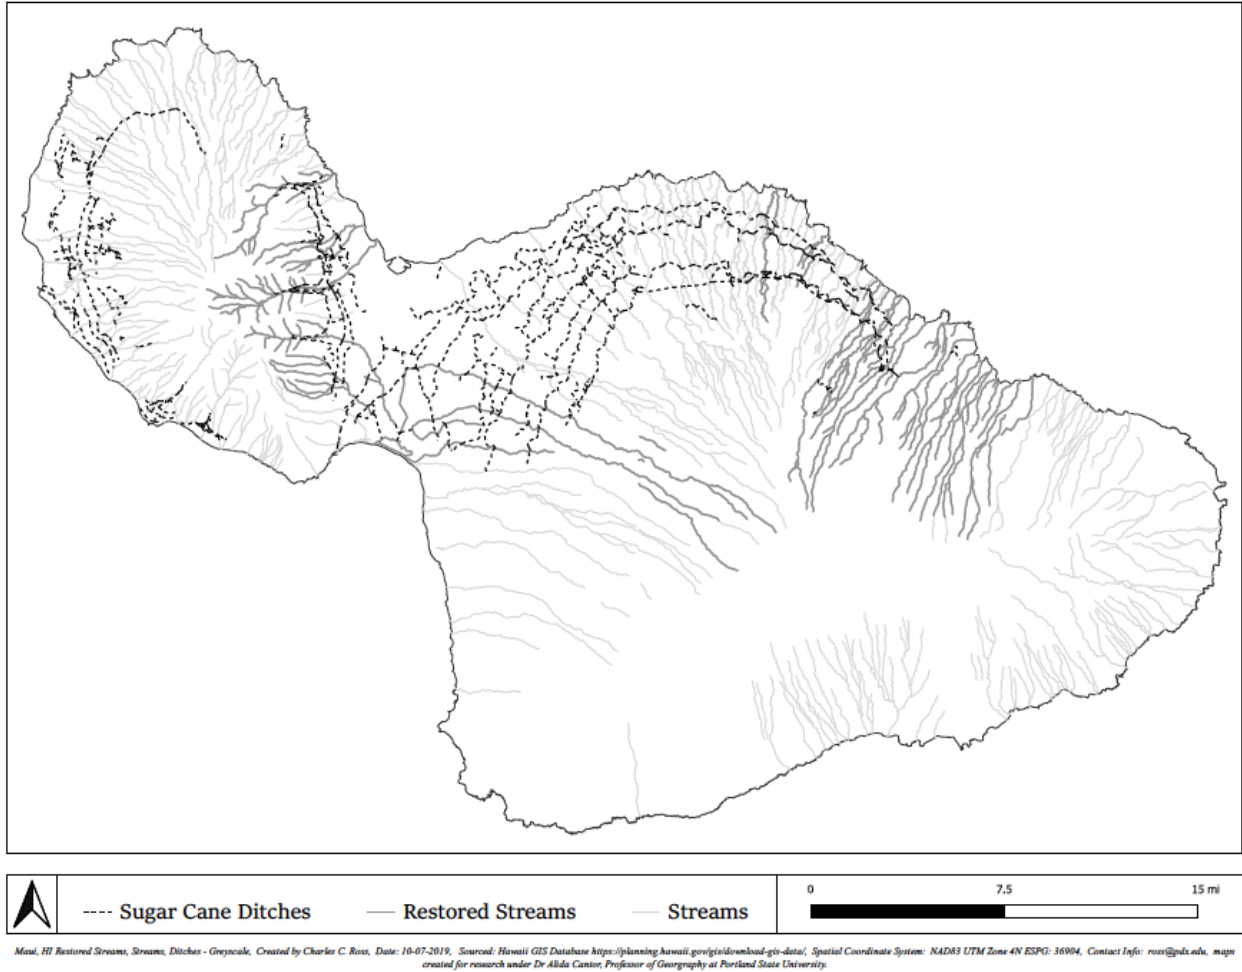 0 7.5 15 mi
Sugar Cane Ditches Restored Streams Streams
Maui, HI Restored Streams, Streams, Ditches - Greyscale, Created by Charles C. Ross, Date: 10-07-2019, Sourced: Hawaii GIS Database https://planning.hawaii.gov/gis/download-gis-data/, Spatial Coordinate System: NAD83 UTM Zone 4N ESPG: 36904, Contact Info: ross@pdx.edu, maps
created for research under Dr Alida Cantor, Professor of Georgraphy at Portland State University.